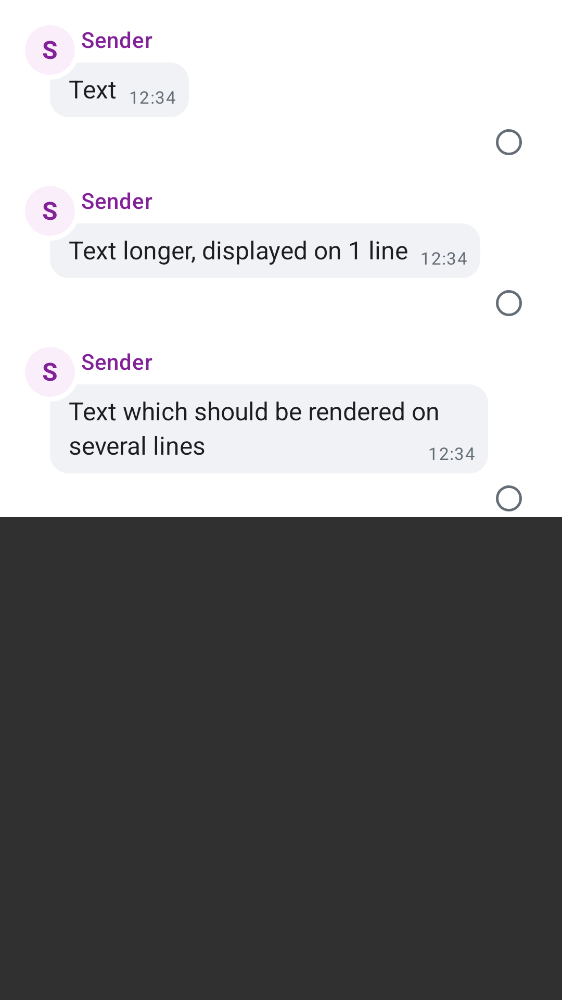 S Sender
Text 12:34
S Sender
Text longer, displayed on 1 line 12:34
S Sender
Text which should be rendered on
several lines 12:34